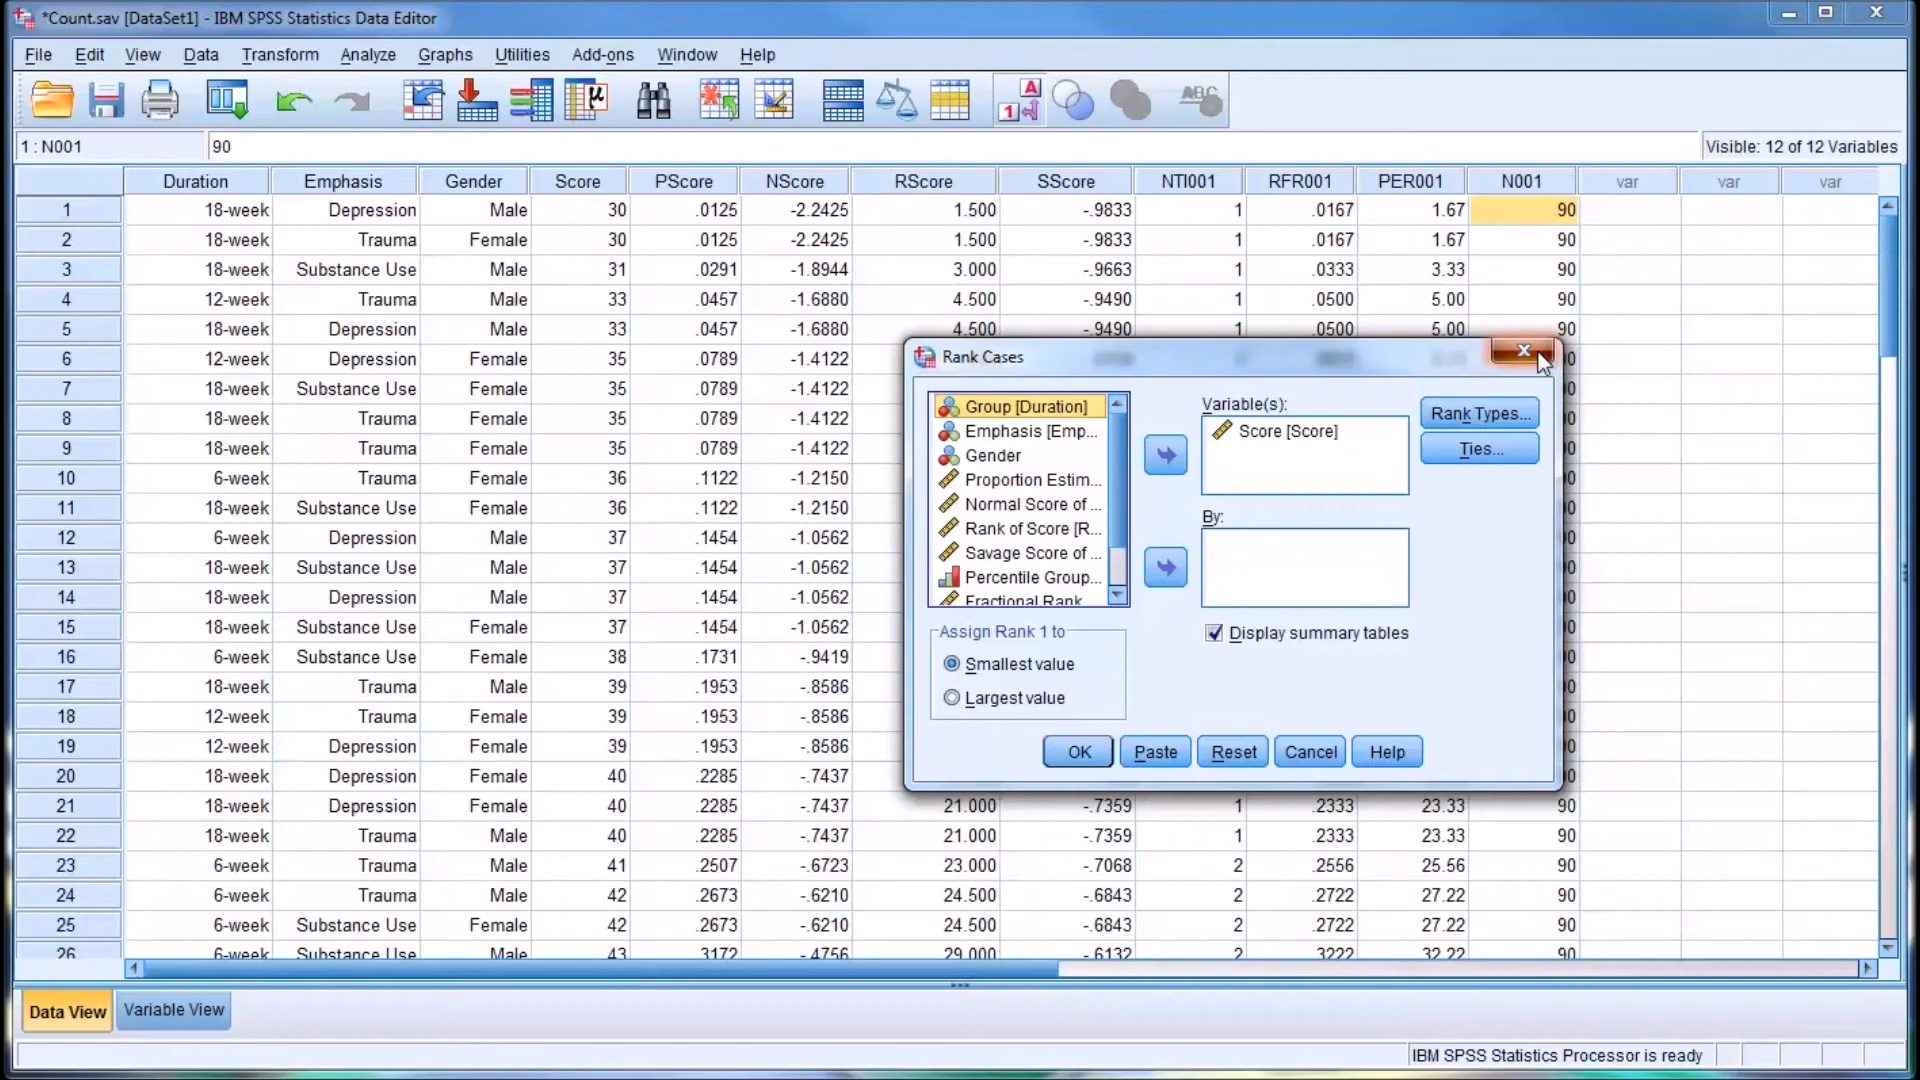 *Count.sav [DataSet1] - IBM SPSS Statistics Data Editor
File Edit View Data Transform Analyze Graphs Utilities Add-ons Window Help
1 : N001 90 Visible: 12 of 12 Variables
Duration Emphasis Gender Score PScore NScore RScore SScore NTI001 RFR001 PER001 N001 var var var
1 18-week Depression Male 30 .0125 -2.2425 1.500 -.9833 1 .0167 1.67 90
2 18-week Trauma Female 30 .0125 -2.2425 1.500 -.9833 1 .0167 1.67 90
3 18-week Substance Use Male 31 .0291 -1.8944 3.000 -.9663 1 .0333 3.33 90
4 12-week Trauma Male 33 .0457 -1.6880 4.500 -.9490 1 .0500 5.00 90
5 18-week Depression Male 33 .0457 -1.6880 4.500 -.9490 1 .0500 5.00 90
6 12-week Depression Female 35 .0789 -1.4122
7 18-week Substance Use Female 35 .0789 -1.4122
8 18-week Trauma Female 35 .0789 -1.4122
9 18-week Trauma Male 35 .0789 -1.4122
10 6-week Trauma Female 36 .1122 -1.2150
11 18-week Substance Use Female 36 .1122 -1.2150
12 6-week Depression Female 37 .1454 -1.0562
13 18-week Substance Use Male 37 .1454 -1.0562
14 18-week Depression Male 37 .1454 -1.0562
15 18-week Substance Use Female 37 .1454 -1.0562
16 6-week Substance Use Female 38 .1731 -.9419
17 18-week Trauma Male 39 .1953 -.8586
18 12-week Trauma Female 39 .1953 -.8586
19 12-week Depression Female 39 .1953 -.8586
20 18-week Depression Female 40 .2285 -.7437
21 18-week Depression Female 40 .2285 -.7437 21.000 -.7359 1 .2333 23.33 90
22 18-week Trauma Male 40 .2285 -.7437 21.000 -.7359 1 .2333 23.33 90
23 6-week Trauma Male 41 .2507 -.6723 23.000 -.7068 2 .2556 25.56 90
24 6-week Trauma Male 42 .2673 -.6210 24.500 -.6843 2 .2722 27.22 90
25 6-week Substance Use Female 42 .2673 -.6210 24.500 -.6843 2 .2722 27.22 90
26 6-week Substance Use Male 43 .3172 -.4756 29.000 -.6132 2 .3222 32.22 90
Rank Cases
Group [Duration]
Emphasis [Emp...
Gender
Proportion Estim...
Normal Score of ...
Rank of Score [R...
Savage Score of ...
Percentile Group...
Fractional Rank
Variable(s):
Score [Score]
By:
Rank Types...
Ties...
Assign Rank 1 to
Smallest value
Largest value
Display summary tables
OK Paste Reset Cancel Help
Data View Variable View
IBM SPSS Statistics Processor is ready